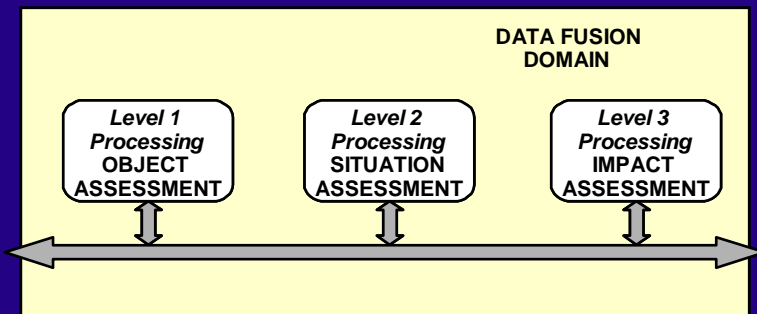 DATA FUSION
DOMAIN
Level 1
Processing
OBJECT
ASSESSMENT
Level 2
Processing
SITUATION
ASSESSMENT
Level 3
Processing
IMPACT
ASSESSMENT